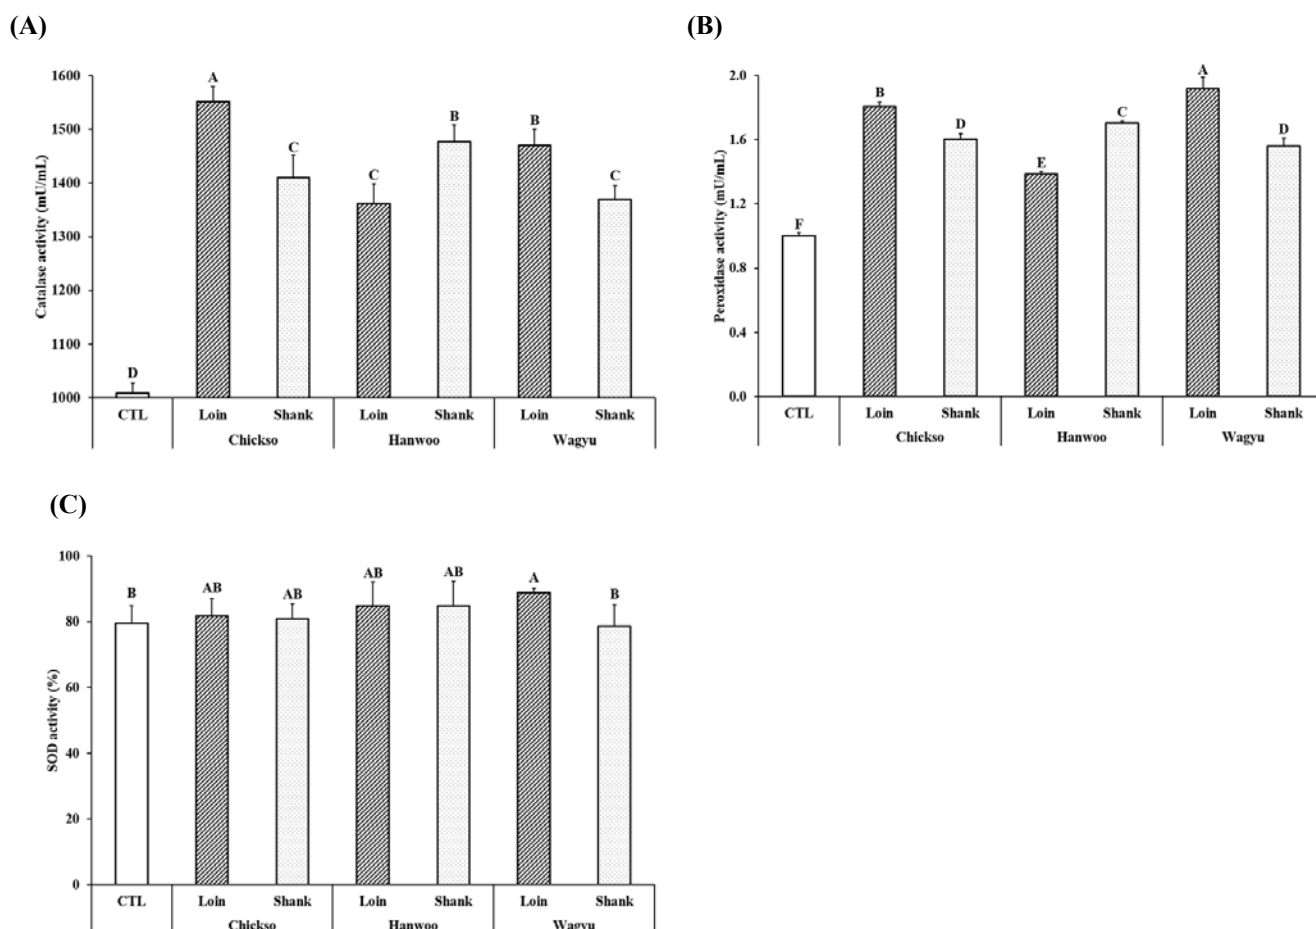 (A)
Catalase activity (mU/mL)
1600
1500
1400
1300
1200
1100
1000
D
A
C
C
B
B
C
CTL Loin Shank Loin Shank Loin Shank
Chickso Hanwoo Wagyu
(B)
Peroxidase activity (mU/mL)
2.0
1.6
1.2
0.8
0.4
0.0
F
B
D
E
C
A
D
CTL Loin Shank Loin Shank Loin Shank
Chickso Hanwoo Wagyu
(C)
SOD activity (%)
100
80
60
40
20
0
B
AB
AB
AB
AB
A
B
CTL Loin Shank Loin Shank Loin Shank
Chickso Hanwoo Wagyu